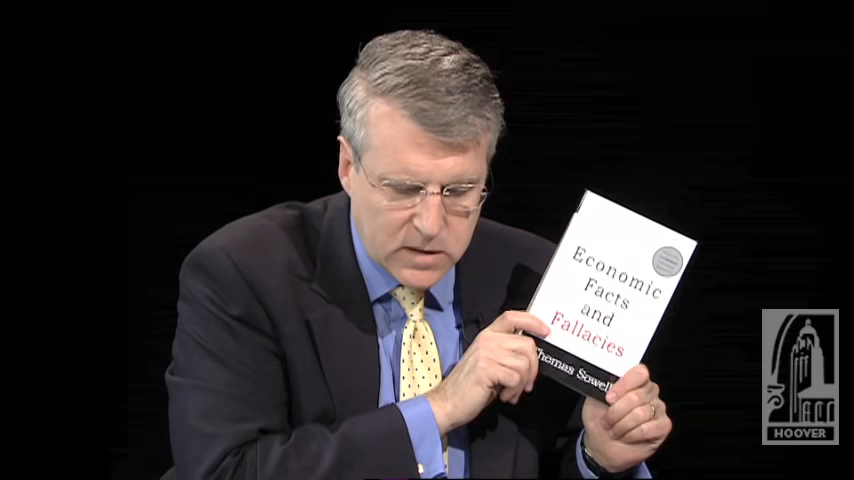 Economic
Facts
and
Fallacies
Thomas Sowell
HOOVER